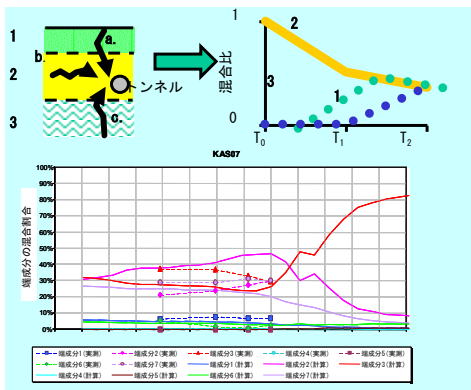 1
a.
b.
2
トンネル
3
c.
1
混合比
0
2
3
1
T0
T1
T2
KAS07
端成分の混合割合
100%
90%
80%
70%
60%
50%
40%
30%
20%
10%
0%
端成分1(実測) 端成分2(実測) 端成分3(実測) 端成分4(実測) 端成分5(実測)
端成分6(実測) 端成分7(実測) 端成分1(計算) 端成分2(計算) 端成分3(計算)
端成分4(計算) 端成分5(計算) 端成分6(計算) 端成分7(計算)